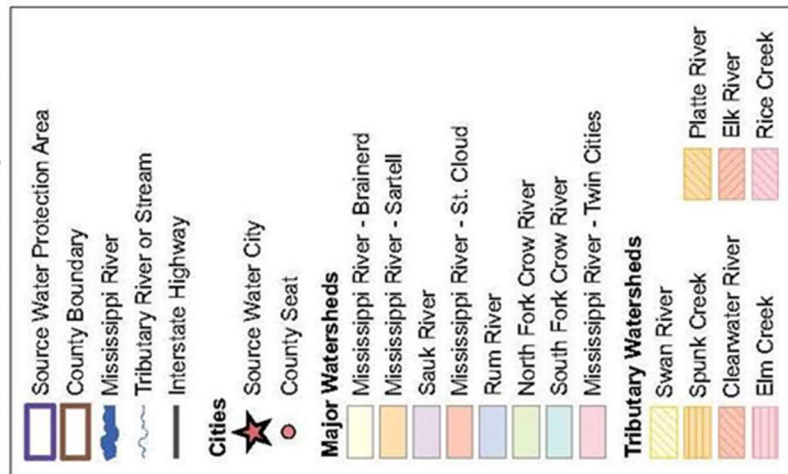 Source Water Protection Area
County Boundary
Mississippi River
Tributary River or Stream
Interstate Highway
Cities
Source Water City
County Seat
Major Watersheds
Mississippi River - Brainerd
Mississippi River - Sartell
Sauk River
Mississippi River - St. Cloud
Rum River
North Fork Crow River
South Fork Crow River
Mississippi River - Twin Cities
Tributary Watersheds
Swan River
Spunk Creek
Clearwater River
Elm Creek
Platte River
Elk River
Rice Creek